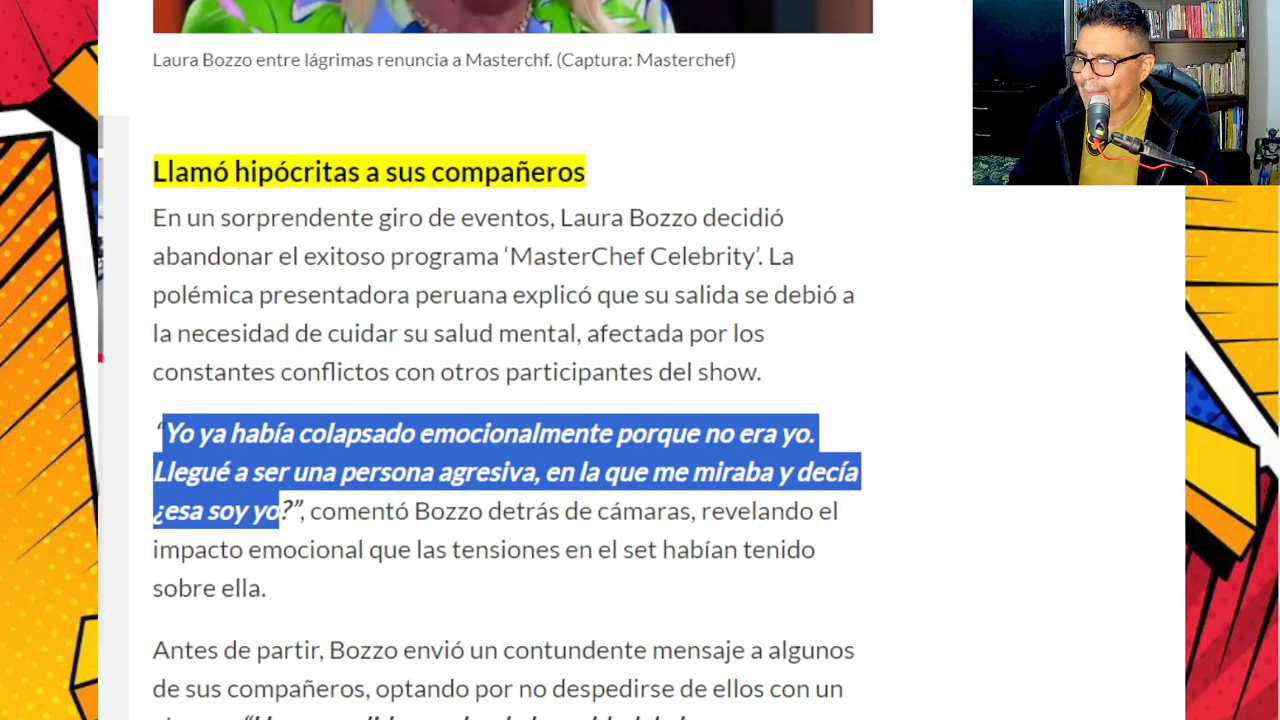 Laura Bozzo entre lágrimas renuncia a Masterchf. (Captura: Masterchef)
Llamó hipócritas a sus compañeros
En un sorprendente giro de eventos, Laura Bozzo decidió
abandonar el exitoso programa ‘MasterChef Celebrity’. La
polémica presentadora peruana explicó que su salida se debió a
la necesidad de cuidar su salud mental, afectada por los
constantes conflictos con otros participantes del show.
“Yo ya había colapsado emocionalmente porque no era yo.
Llegué a ser una persona agresiva, en la que me miraba y decía
¿esa soy yo?”, comentó Bozzo detrás de cámaras, revelando el
impacto emocional que las tensiones en el set habían tenido
sobre ella.
Antes de partir, Bozzo envió un contundente mensaje a algunos
de sus compañeros, optando por no despedirse de ellos con un